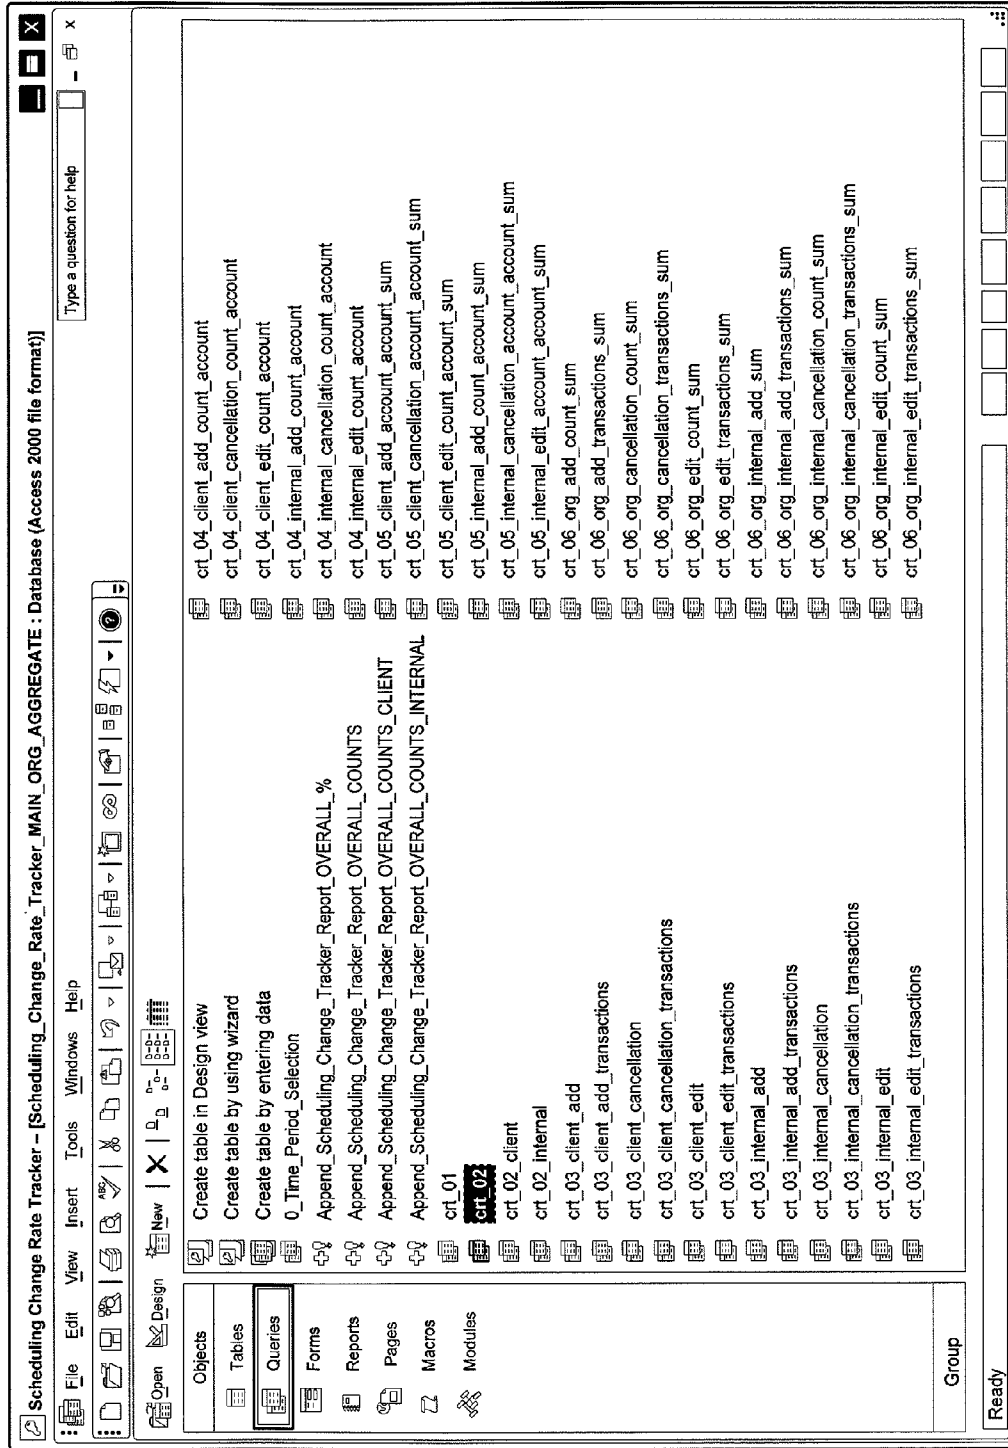 Scheduling Change Rate Tracker – [Scheduling_Change_Rate_Tracker_MAIN_ORG_AGGREGATE : Database (Access 2000 file format)]
File Edit View Insert Tools Windows Help
Type a question for help
Open Design New
Objects
Tables
Queries
Forms
Reports
Pages
Macros
Modules
Group
Create table in Design view
Create table by using wizard
Create table by entering data
0_Time_Period_Selection
Append_Scheduling_Change_Tracker_Report_OVERALL_%
Append_Scheduling_Change_Tracker_Report_OVERALL_COUNTS
Append_Scheduling_Change_Tracker_Report_OVERALL_COUNTS_CLIENT
Append_Scheduling_Change_Tracker_Report_OVERALL_COUNTS_INTERNAL
crt_01
crt_02
crt_02_client
crt_02_internal
crt_03_client_add
crt_03_client_add_transactions
crt_03_client_cancellation
crt_03_client_cancellation_transactions
crt_03_client_edit
crt_03_client_edit_transactions
crt_03_internal_add
crt_03_internal_add_transactions
crt_03_internal_cancellation
crt_03_internal_cancellation_transactions
crt_03_internal_edit
crt_03_internal_edit_transactions
crt_04_client_add_count_account
crt_04_client_cancellation_count_account
crt_04_client_edit_count_account
crt_04_internal_add_count_account
crt_04_internal_cancellation_count_account
crt_04_internal_edit_count_account
crt_05_client_add_account_account_sum
crt_05_client_cancellation_account_account_sum
crt_05_client_edit_count_account_sum
crt_05_internal_add_count_account_sum
crt_05_internal_cancellation_account_account_sum
crt_05_internal_edit_account_account_sum
crt_06_org_add_count_sum
crt_06_org_add_transactions_sum
crt_06_org_cancellation_count_sum
crt_06_org_cancellation_transactions_sum
crt_06_org_edit_count_sum
crt_06_org_edit_transactions_sum
crt_06_org_internal_add_sum
crt_06_org_internal_add_transactions_sum
crt_06_org_internal_cancellation_count_sum
crt_06_org_internal_cancellation_transactions_sum
crt_06_org_internal_edit_count_sum
crt_06_org_internal_edit_transactions_sum
Ready